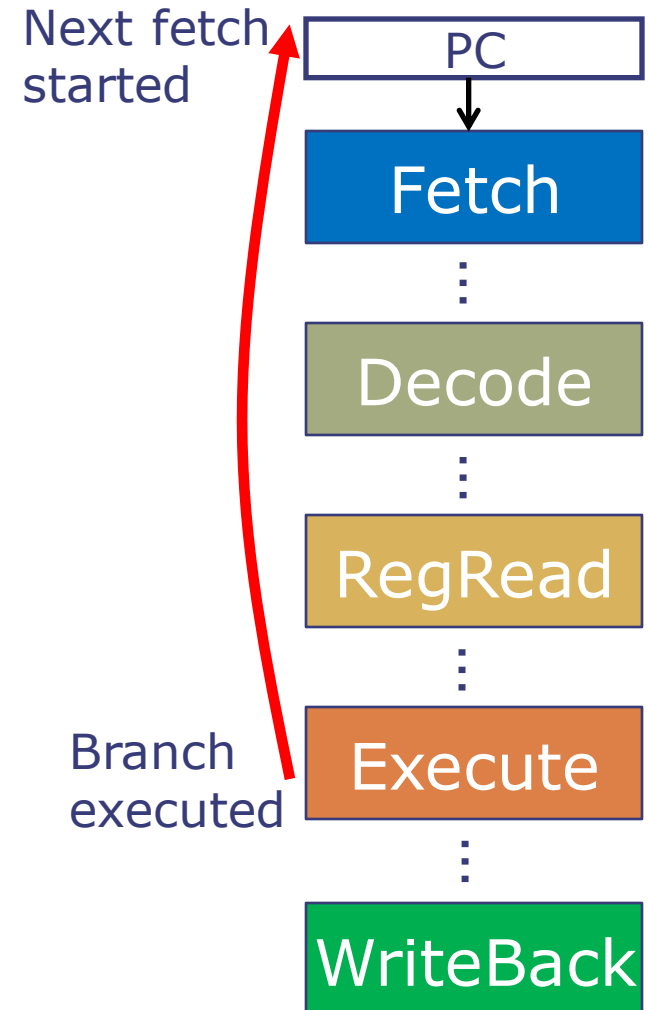 Next fetch
started
PC
Fetch
Decode
RegRead
Branch
executed
Execute
WriteBack